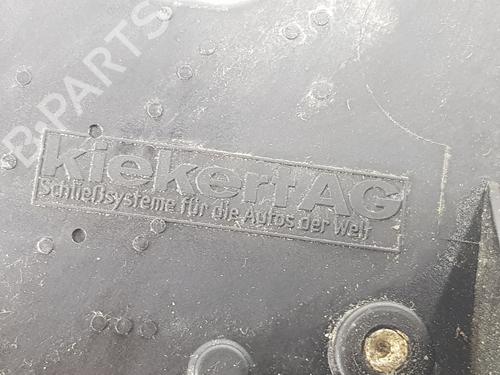 B-PARTS
kiekert AG
Schließsysteme für die Autos der Welt